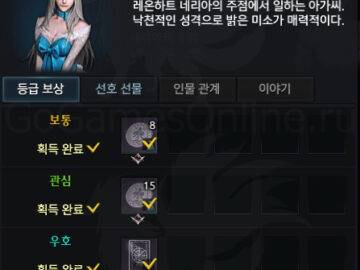 레온하트 네리아의 주점에서 일하는 아가씨.
낙천적인 성격으로 밝은 미소가 매력적이다.
등급 보상 선호 선물 인물 관계 이야기
보통
획득 완료 8
관심
획득 완료 15
우호
획득 완료
GoGamesOnline.ru